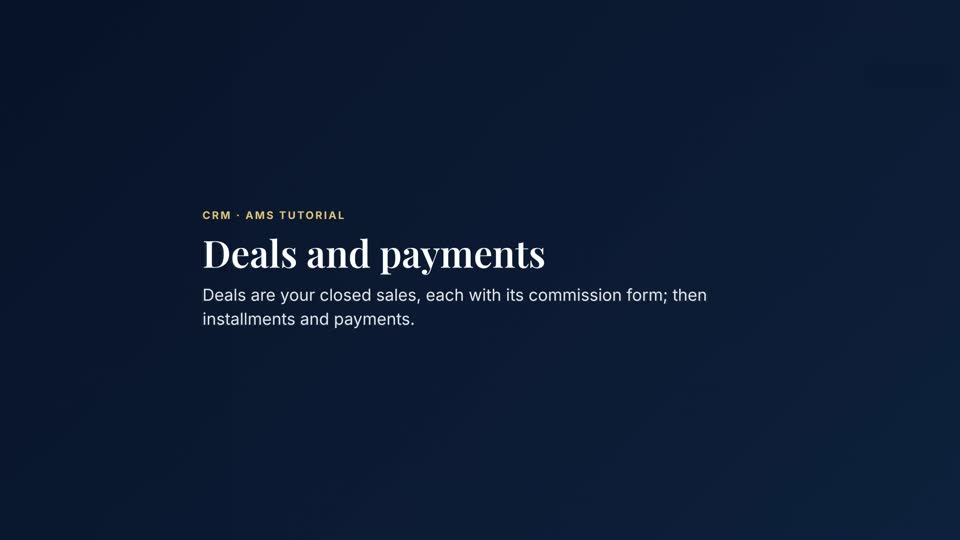 CRM · AMS TUTORIAL
Deals and payments
Deals are your closed sales, each with its commission form; then
installments and payments.